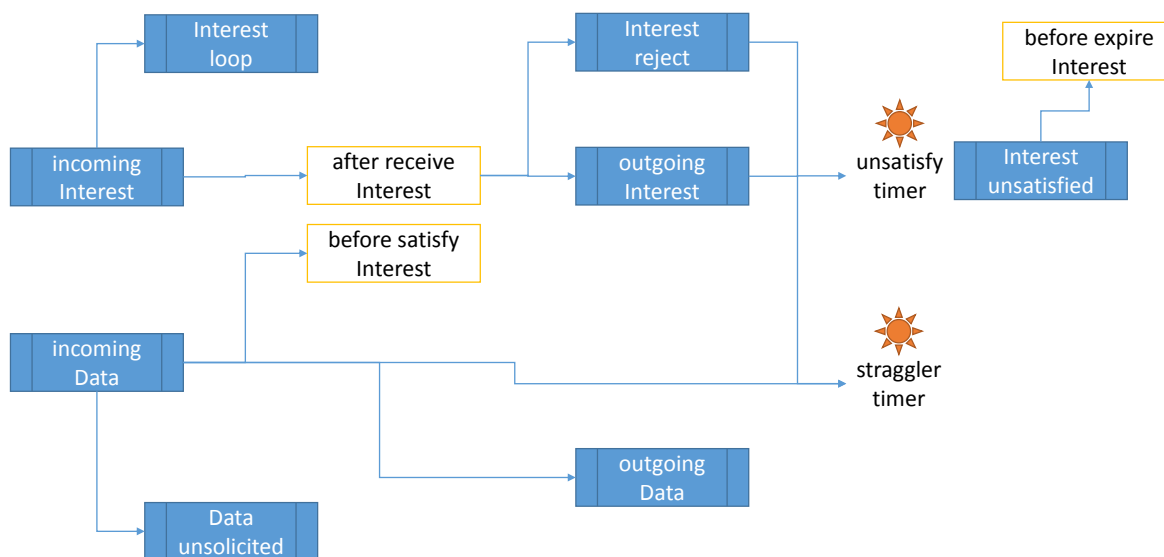 Interest
loop
Interest
reject
before expire
Interest
incoming
Interest
after receive
Interest
outgoing
Interest
unsatisfy
timer
Interest
unsatisfied
before satisfy
Interest
incoming
Data
straggler
timer
outgoing
Data
Data
unsolicited